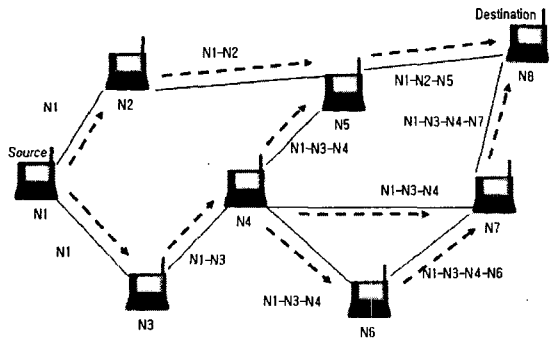 Destination
N1-N2
N8
N2
N1-N2-N5
N1
N5
N1-N3-N4-N7
Source
N1-N3-N4
N1-N3-N4
N1
N4
N7
N1
N1-N3
N1-N3-N4-N6
N1-N3-N4
N3
N6